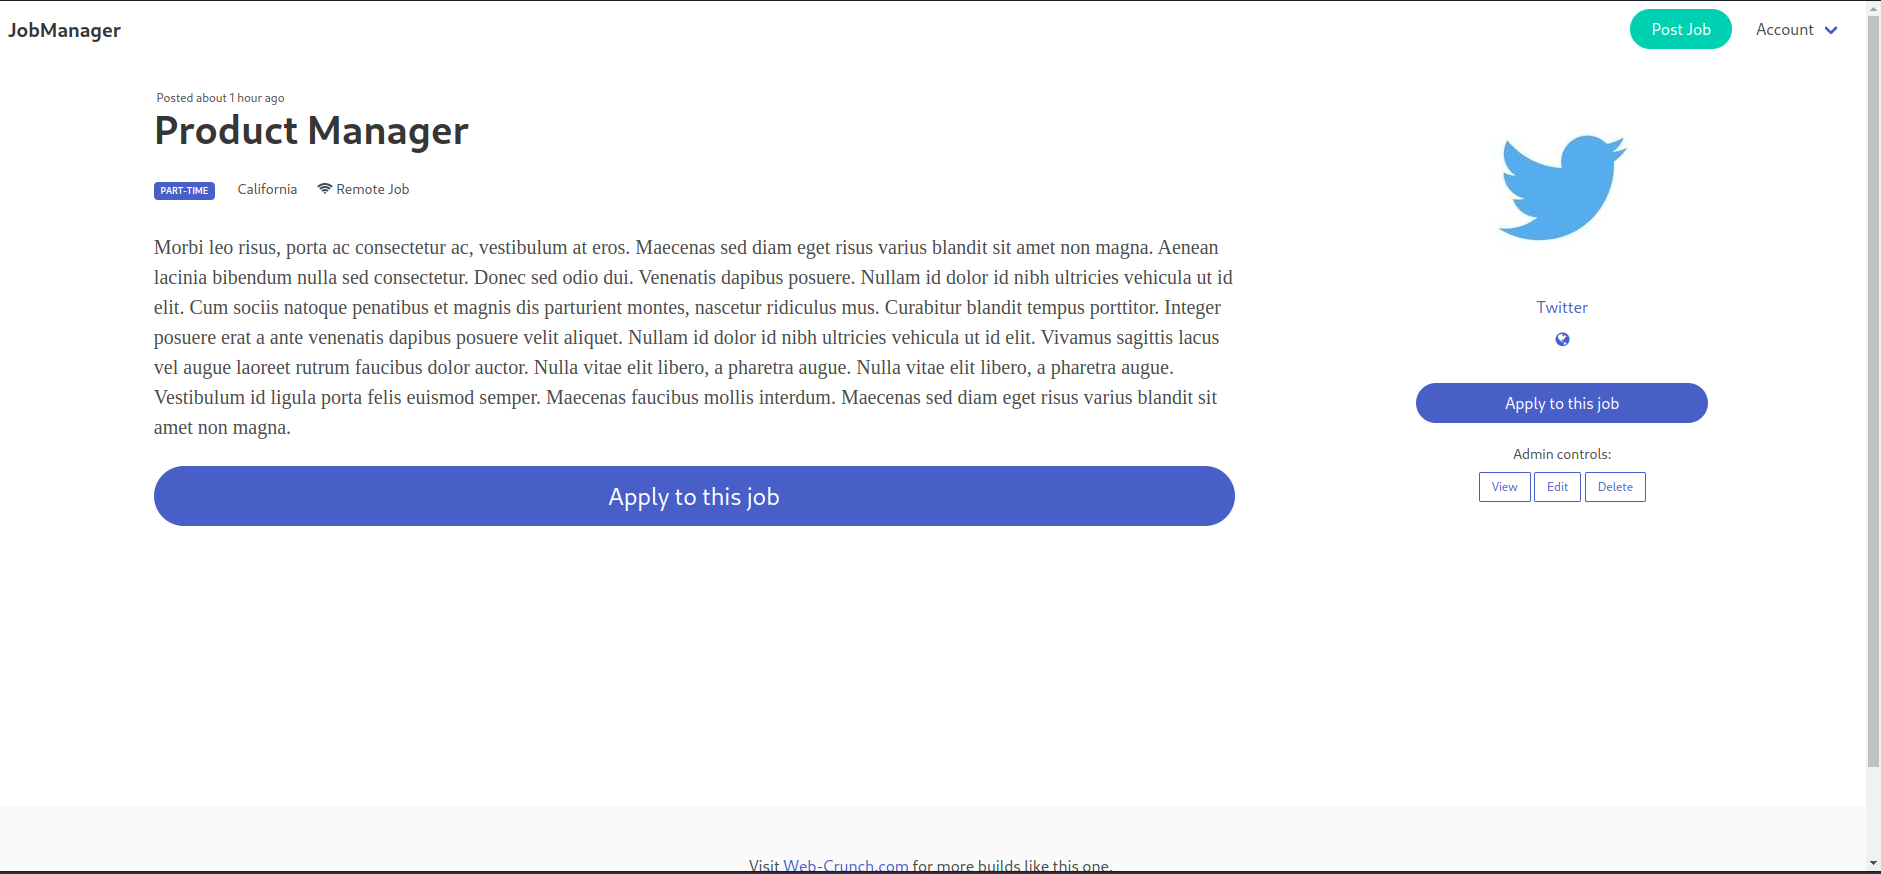 JobManager
Post Job
Account
Posted about 1 hour ago
Product Manager
PART-TIME
California
Remote Job
Morbi leo risus, porta ac consectetur ac, vestibulum at eros. Maecenas sed diam eget risus varius blandit sit amet non magna. Aenean
lacinia bibendum nulla sed consectetur. Donec sed odio dui. Venenatis dapibus posuere. Nullam id dolor id nibh ultricies vehicula ut id
elit. Cum sociis natoque penatibus et magnis dis parturient montes, nascetur ridiculus mus. Curabitur blandit tempus porttitor. Integer
posuere erat a ante venenatis dapibus posuere velit aliquet. Nullam id dolor id nibh ultricies vehicula ut id elit. Vivamus sagittis lacus
vel augue laoreet rutrum faucibus dolor auctor. Nulla vitae elit libero, a pharetra augue. Nulla vitae elit libero, a pharetra augue.
Vestibulum id ligula porta felis euismod semper. Maecenas faucibus mollis interdum. Maecenas sed diam eget risus varius blandit sit
amet non magna.
Apply to this job
Twitter
Apply to this job
Admin controls:
View
Edit
Delete
Visit Web-Crunch.com for more builds like this one.